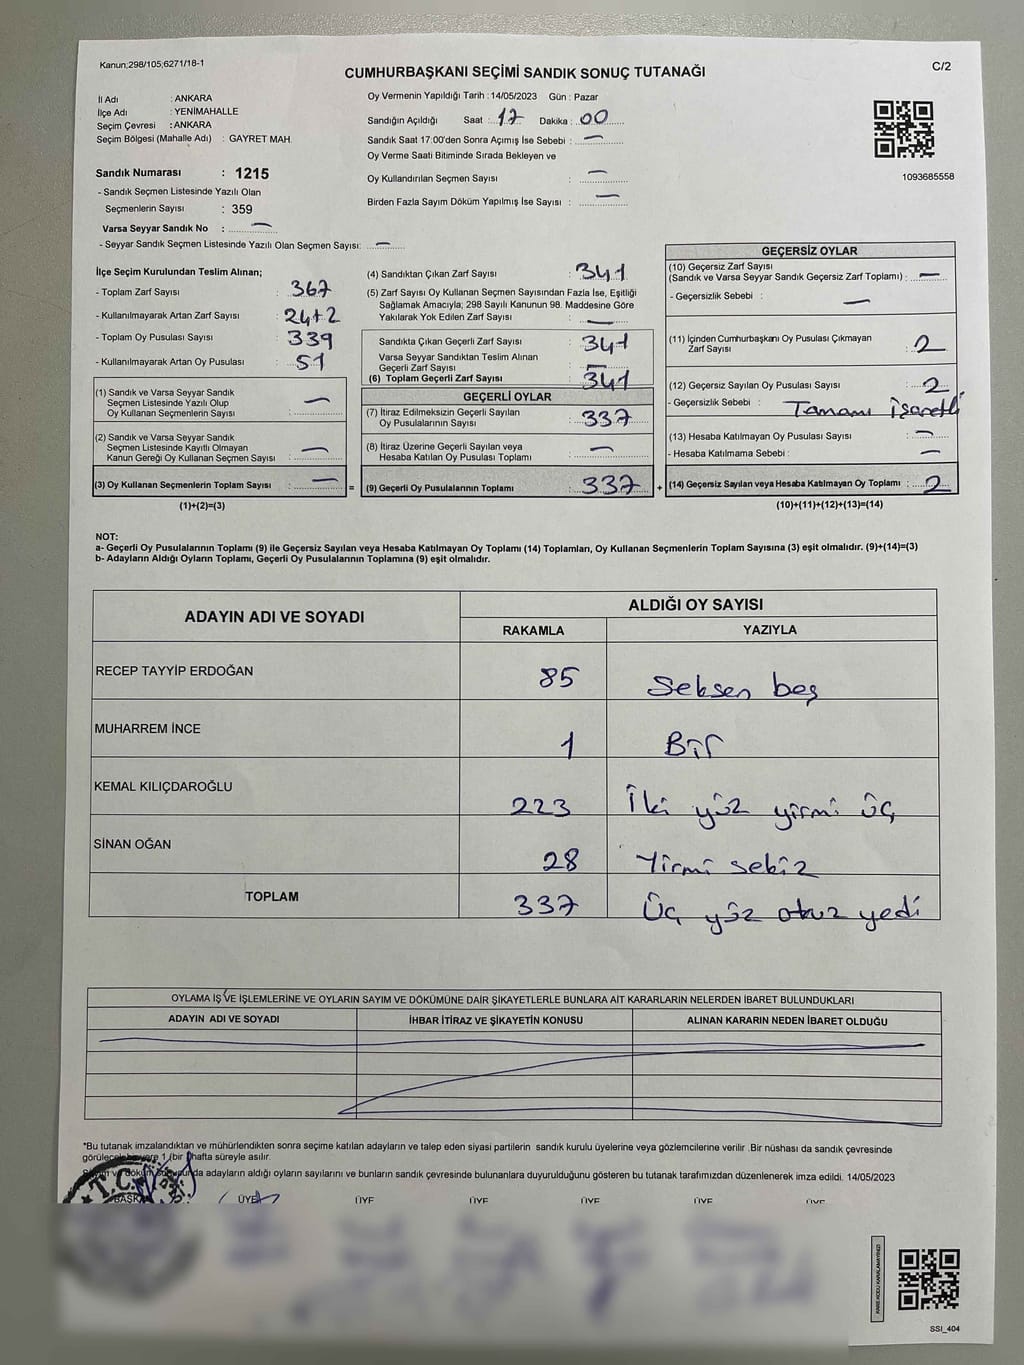 Kanun;298/105;6271/18-1
C/2
CUMHURBAŞKANI SEÇİMİ SANDIK SONUÇ TUTANAĞI
İl Adı : ANKARA
İlçe Adı : YENİMAHALLE
Seçim Çevresi : ANKARA
Seçim Bölgesi (Mahalle Adı) : GAYRET MAH.
Sandık Numarası : 1215
- Sandık Seçmen Listesinde Yazılı Olan
Seçmenlerin Sayısı : 359
Varsa Seyyar Sandık No : —
- Seyyar Sandık Seçmen Listesinde Yazılı Olan Seçmen Sayısı: —
Oy Vermenin Yapıldığı Tarih : 14/05/2023 Gün : Pazar
Sandığın Açıldığı Saat : 17 Dakika : 00
Sandık Saat 17:00'den Sonra Açımış İse Sebebi : —
Oy Verme Saati Bitiminde Sırada Bekleyen ve
Oy Kullandırılan Seçmen Sayısı : —
Birden Fazla Sayım Döküm Yapılmış İse Sayısı : —
1093685558
İlçe Seçim Kurulundan Teslim Alınan;
- Toplam Zarf Sayısı : 367
- Kullanılmayarak Artan Zarf Sayısı : 24+2
- Toplam Oy Pusulası Sayısı : 339
- Kullanılmayarak Artan Oy Pusulası : 51
(1) Sandık ve Varsa Seyyar Sandık
Seçmen Listesinde Yazılı Olup
Oy Kullanan Seçmenlerin Sayısı : —
(2) Sandık ve Varsa Seyyar Sandık
Seçmen Listesinde Kayıtlı Olmayan
Kanun Gereği Oy Kullanan Seçmen Sayısı : —
(3) Oy Kullanan Seçmenlerin Toplam Sayısı : — =
(1)+(2)=(3)
(4) Sandıktan Çıkan Zarf Sayısı : 341
(5) Zarf Sayısı Oy Kullanan Seçmen Sayısından Fazla İse, Eşitliği
Sağlamak Amacıyla; 298 Sayılı Kanunun 98. Maddesine Göre
Yakılarak Yok Edilen Zarf Sayısı : —
Sandıkta Çıkan Geçerli Zarf Sayısı : 341
Varsa Seyyar Sandıktan Teslim Alınan
Geçerli Zarf Sayısı : —
(6) Toplam Geçerli Zarf Sayısı : 341
GEÇERLİ OYLAR
(7) İtiraz Edilmeksizin Geçerli Sayılan
Oy Pusulalarının Sayısı : 337
(8) İtiraz Üzerine Geçerli Sayılan veya
Hesaba Katılan Oy Pusulası Toplamı : —
(9) Geçerli Oy Pusulalarının Toplamı : 337 +
GEÇERSİZ OYLAR
(10) Geçersiz Zarf Sayısı
(Sandık ve Varsa Seyyar Sandık Geçersiz Zarf Toplamı) : —
- Geçersizlik Sebebi : —
(11) İçinden Cumhurbaşkanı Oy Pusulası Çıkmayan
Zarf Sayısı : 2
(12) Geçersiz Sayılan Oy Pusulası Sayısı : 2
- Geçersizlik Sebebi : Tamamı işaretli
(13) Hesaba Katılmayan Oy Pusulası Sayısı : —
- Hesaba Katılmama Sebebi : —
(14) Geçersiz Sayılan veya Hesaba Katılmayan Oy Toplamı : 2
(10)+(11)+(12)+(13)=(14)
NOT:
a- Geçerli Oy Pusulalarının Toplamı (9) ile Geçersiz Sayılan veya Hesaba Katılmayan Oy Toplamı (14) Toplamları, Oy Kullanan Seçmenlerin Toplam Sayısına (3) eşit olmalıdır. (9)+(14)=(3)
b- Adayların Aldığı Oyların Toplamı, Geçerli Oy Pusulalarının Toplamına (9) eşit olmalıdır.
ADAYIN ADI VE SOYADI
ALDIĞI OY SAYISI
RAKAMLA YAZIYLA
RECEP TAYYİP ERDOĞAN 85 Seksen beş
MUHARREM İNCE 1 Bir
KEMAL KILIÇDAROĞLU 223 İki yüz yirmi üç
SİNAN OĞAN 28 Yirmi sekiz
TOPLAM 337 Üç yüz otuz yedi
OYLAMA İŞ VE İŞLEMLERİNE VE OYLARIN SAYIM VE DÖKÜMÜNE DAİR ŞİKAYETLERLE BUNLARA AİT KARARLARIN NELERDEN İBARET BULUNDUKLARI
ADAYIN ADI VE SOYADI İHBAR İTİRAZ VE ŞİKAYETİN KONUSU ALINAN KARARIN NEDEN İBARET OLDUĞU
*Bu tutanak imzalandıktan ve mühürlendikten sonra seçime katılan adayların ve talep eden siyasi partilerin sandık kurulu üyelerine veya gözlemcilerine verilir .Bir nüshası da sandık çevresinde
görülecek bir yere 1 /bir hafta süreyle asılır.
da adayların aldığı oyların sayılarını ve bunların sandık çevresinde bulunanlara duyurulduğunu gösteren bu tutanak tarafımızdan düzenlenerek imza edildi. 14/05/2023
T.C.
BAŞKAN ÜYE ÜYE ÜYE ÜYE ÜYE ÜYE
SSI_404